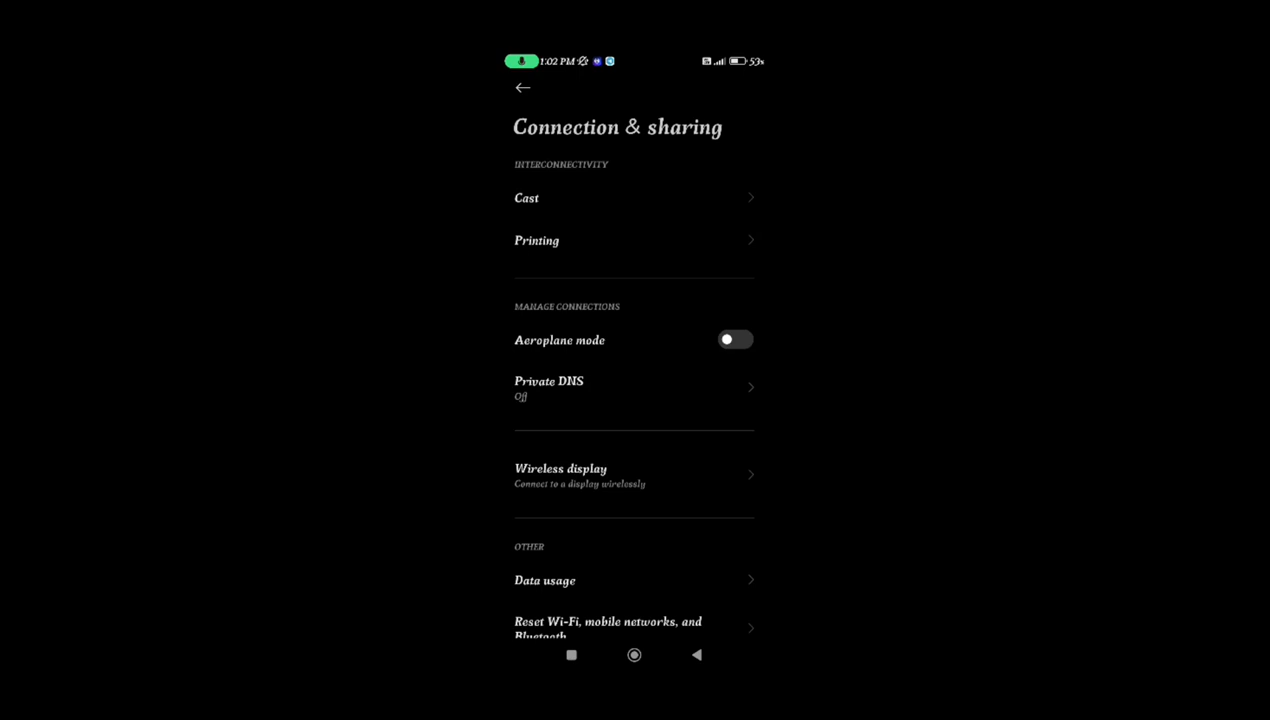 1:02 PM
53%
Connection & sharing
INTERCONNECTIVITY
Cast
Printing
MANAGE CONNECTIONS
Aeroplane mode
Private DNS
Off
Wireless display
Connect to a display wirelessly
OTHER
Data usage
Reset Wi-Fi, mobile networks, and
Bluetooth